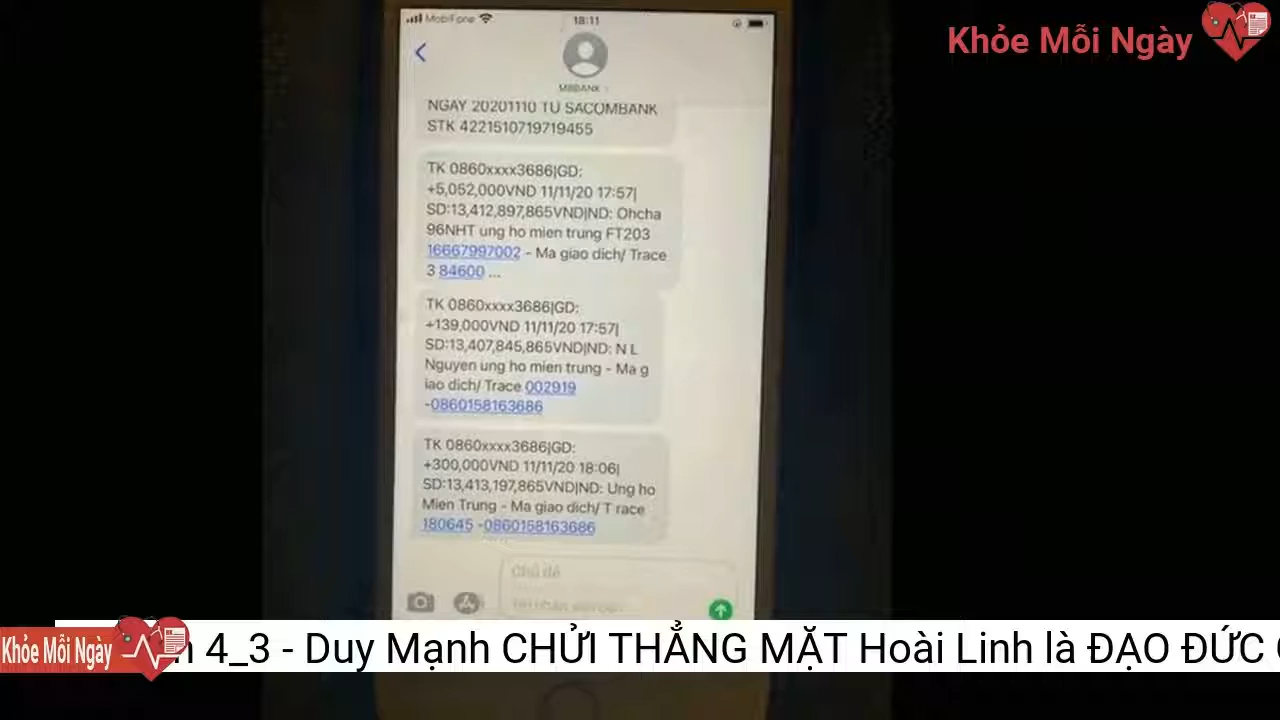 MobiFone
18:11
Khỏe Mỗi Ngày
MBBANK
NGAY 20201110 TU SACOMBANK
STK 4221510719719455
TK 0860xxxx3686|GD:
+5,052,000VND 11/11/20 17:57|
SD:13,412,897,865VND|ND: Ohcha
96NHT ung ho mien trung FT203
16667997002 - Ma giao dich/ Trace
3 84600 ...
TK 0860xxxx3686|GD:
+139,000VND 11/11/20 17:57|
SD:13,407,845,865VND|ND: N L
Nguyen ung ho mien trung - Ma g
iao dich/ Trace 002919
-0860158163686
TK 0860xxxx3686|GD:
+300,000VND 11/11/20 18:06|
SD:13,413,197,865VND|ND: Ung ho
Mien Trung - Ma giao dich/ T race
180645 -0860158163686
Chủ đề
Khỏe Mỗi Ngày
4_3 - Duy Mạnh CHỬI THẲNG MẶT Hoài Linh là ĐẠO ĐỨC